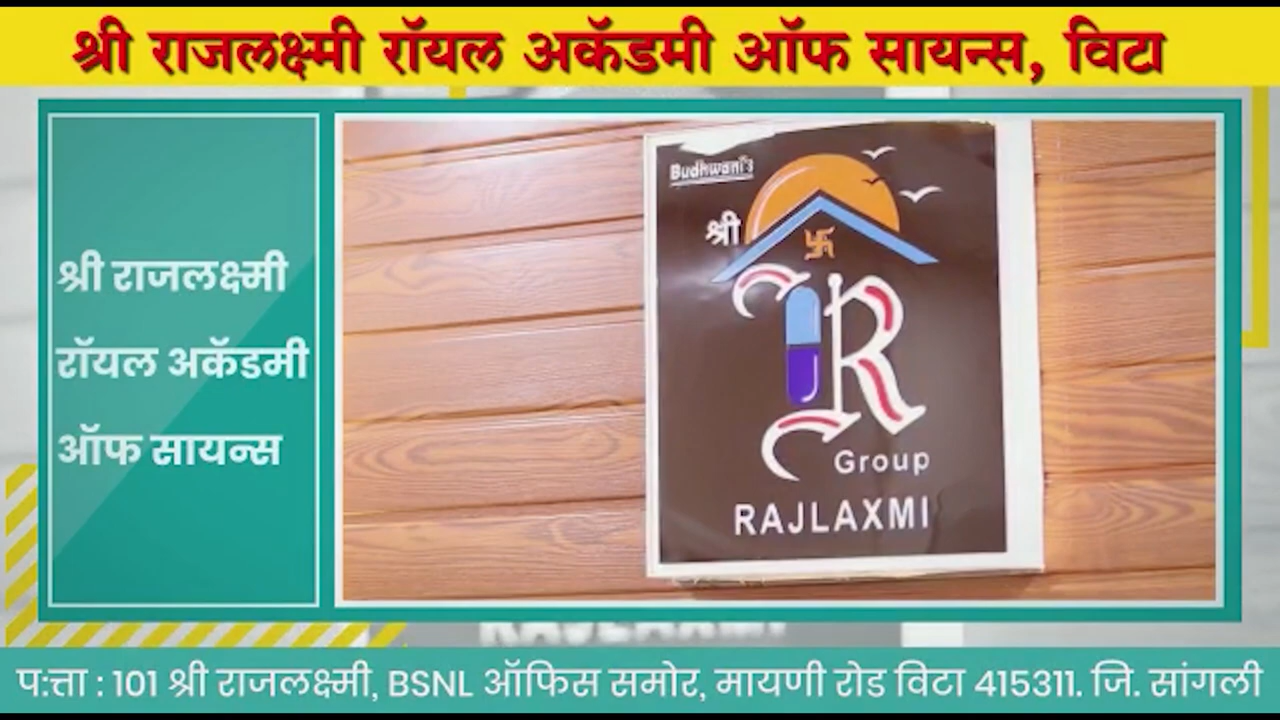 श्री राजलक्ष्मी रॉयल अकॅडमी ऑफ सायन्स, विटा
श्री राजलक्ष्मी
रॉयल अकॅडमी
ऑफ सायन्स
Budhwani's
श्री
R
Group
RAJLAXMI
प:त्ता : 101 श्री राजलक्ष्मी, BSNL ऑफिस समोर, मायणी रोड विटा 415311. जि. सांगली